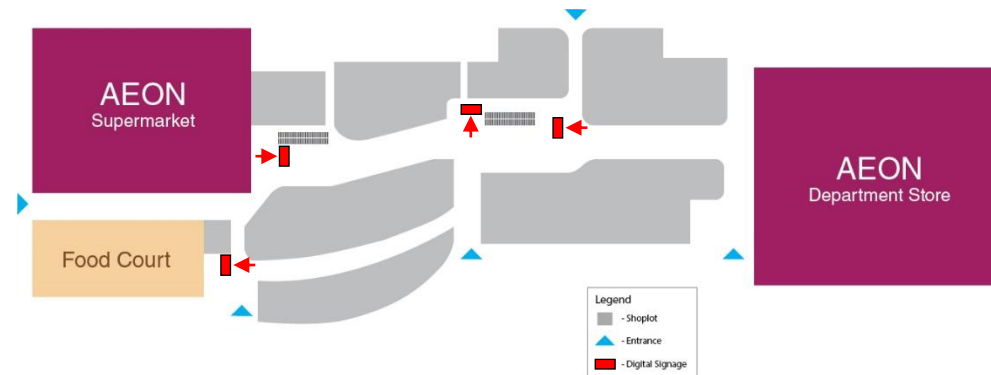 AEON
Supermarket
AEON
Department Store
Food Court
Legend
- Shoplot
- Entrance
- Digital Signage